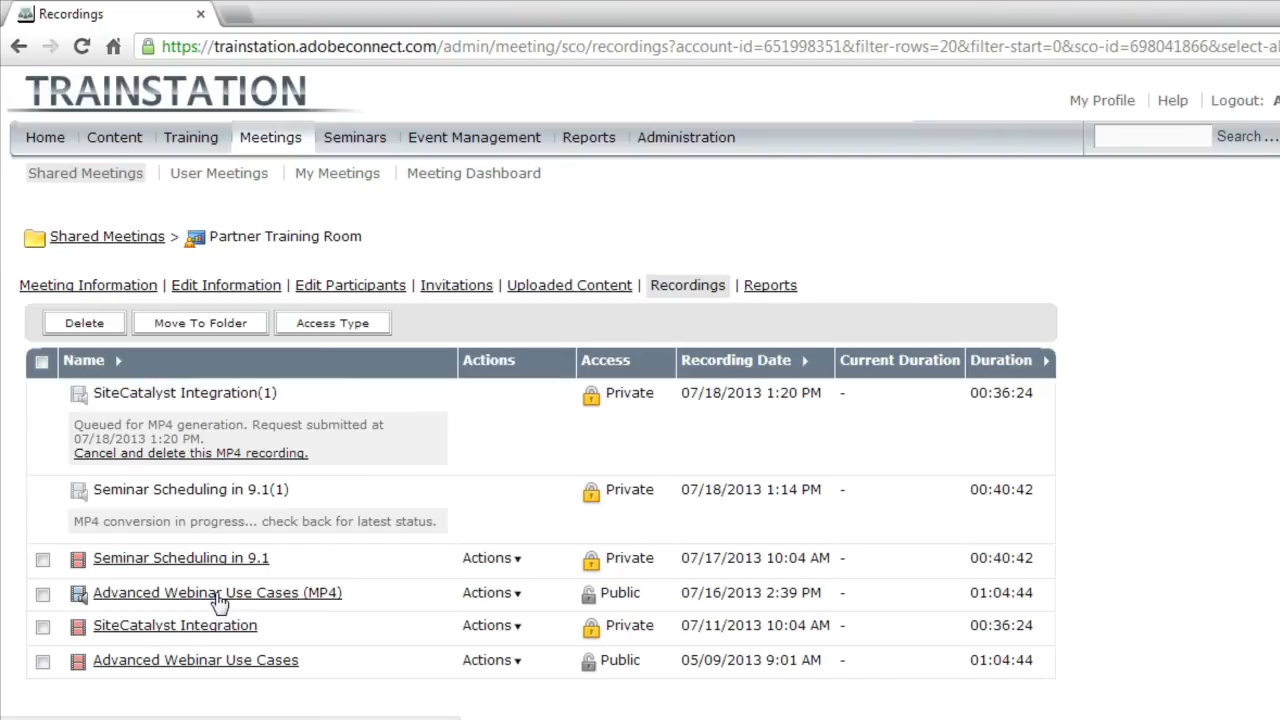 Recordings
https://trainstation.adobeconnect.com/admin/meeting/sco/recordings?account-id=651998351&filter-rows=20&filter-start=0&sco-id=698041866&select-al
TRAINSTATION
My Profile | Help | Logout: A
Home Content Training Meetings Seminars Event Management Reports Administration Search ...
Shared Meetings | User Meetings | My Meetings | Meeting Dashboard
Shared Meetings > Partner Training Room
Meeting Information | Edit Information | Edit Participants | Invitations | Uploaded Content | Recordings | Reports
Delete Move To Folder Access Type
Name Actions Access Recording Date Current Duration Duration
SiteCatalyst Integration(1) Private 07/18/2013 1:20 PM - 00:36:24
Queued for MP4 generation. Request submitted at
07/18/2013 1:20 PM.
Cancel and delete this MP4 recording.
Seminar Scheduling in 9.1(1) Private 07/18/2013 1:14 PM - 00:40:42
MP4 conversion in progress... check back for latest status.
Seminar Scheduling in 9.1 Actions Private 07/17/2013 10:04 AM - 00:40:42
Advanced Webinar Use Cases (MP4) Actions Public 07/16/2013 2:39 PM - 01:04:44
SiteCatalyst Integration Actions Private 07/11/2013 10:04 AM - 00:36:24
Advanced Webinar Use Cases Actions Public 05/09/2013 9:01 AM - 01:04:44